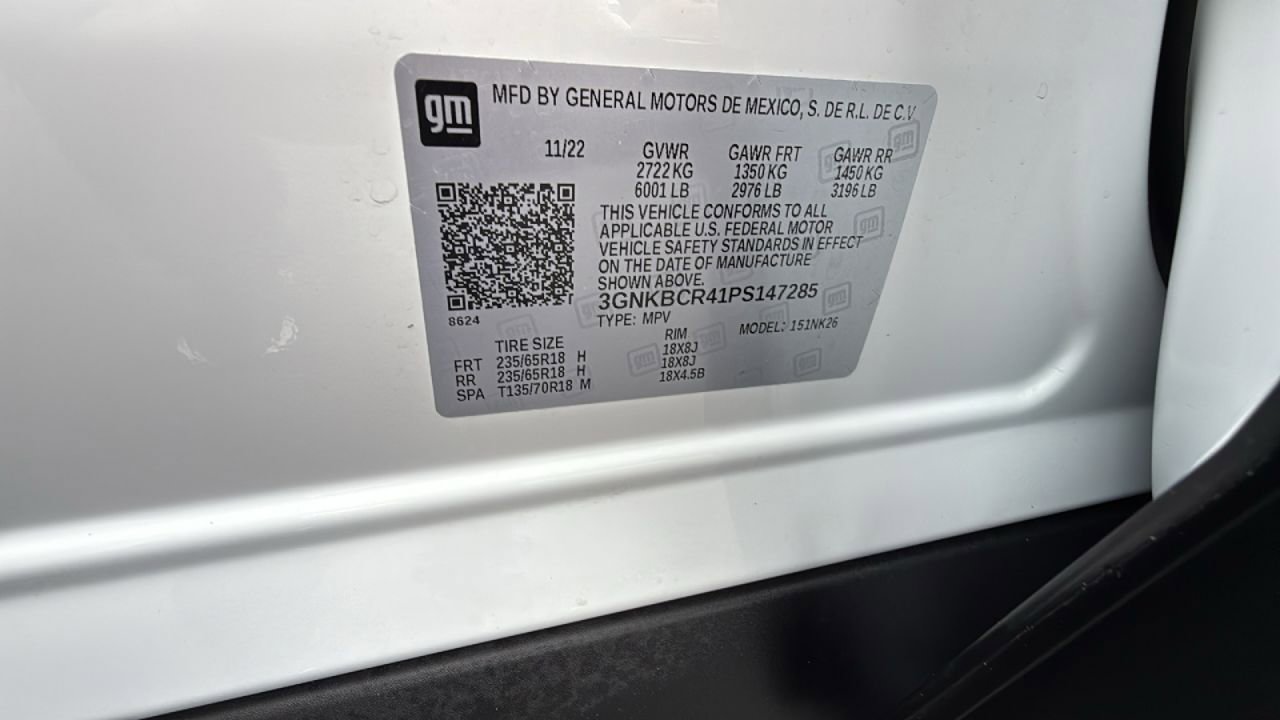 gm MFD BY GENERAL MOTORS DE MEXICO, S. DE R.L. DE C.V
11/22 GVWR GAWR FRT GAWR RR
2722 KG 1350 KG 1450 KG
6001 LB 2976 LB 3196 LB
THIS VEHICLE CONFORMS TO ALL
APPLICABLE U.S. FEDERAL MOTOR
VEHICLE SAFETY STANDARDS IN EFFECT
ON THE DATE OF MANUFACTURE
SHOWN ABOVE.
3GNKBCR41PS147285
8624 TYPE: MPV MODEL: 151NK26
TIRE SIZE RIM
FRT 235/65R18 H 18X8J
RR 235/65R18 H 18X8J
SPA T135/70R18 M 18X4.5B